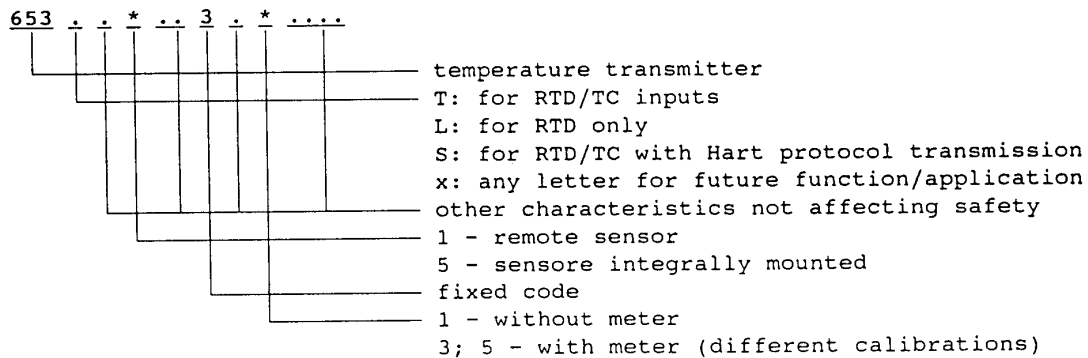 653 . . * .. 3 . * ....
temperature transmitter
T: for RTD/TC inputs
L: for RTD only
S: for RTD/TC with Hart protocol transmission
x: any letter for future function/application
other characteristics not affecting safety
1 - remote sensor
5 - sensore integrally mounted
fixed code
1 - without meter
3; 5 - with meter (different calibrations)